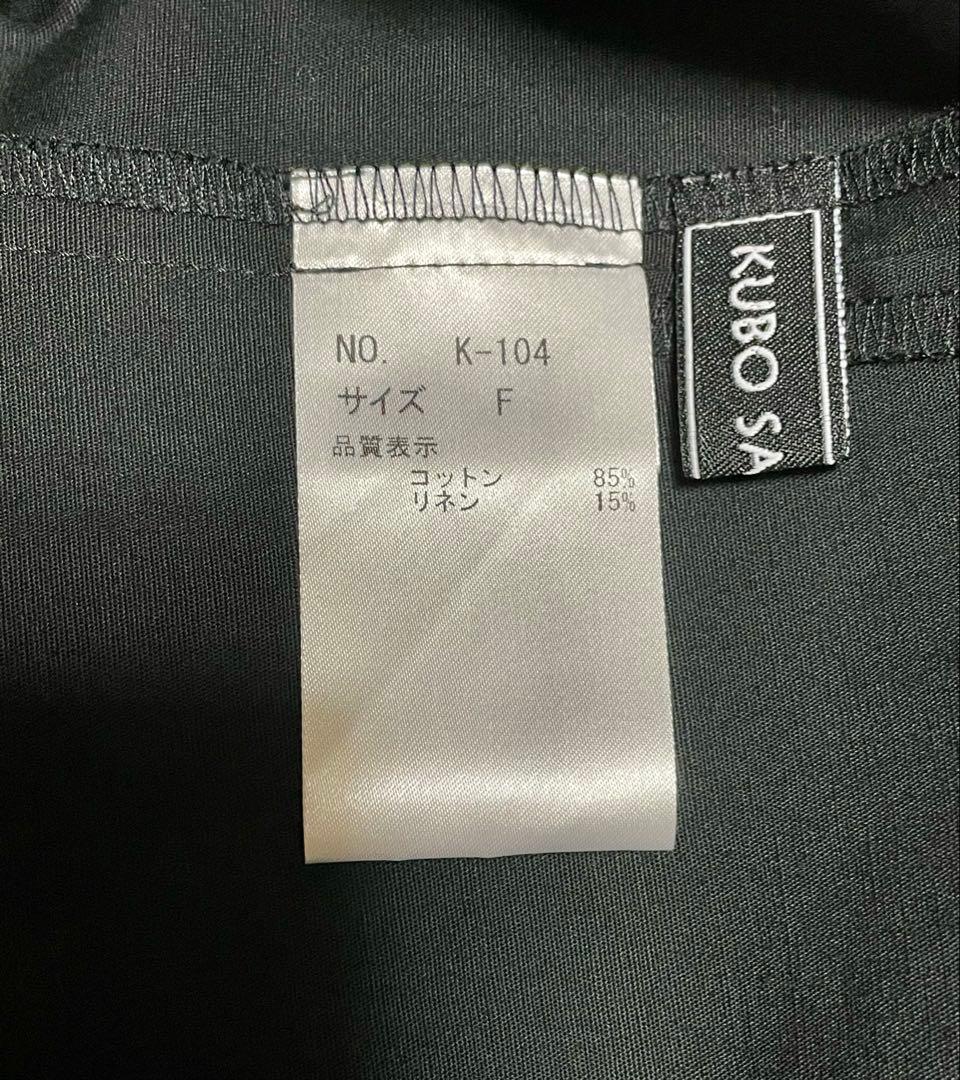 NO. K-104
サイズ F
品質表示
コットン 85%
リネン 15%
KUBO SA